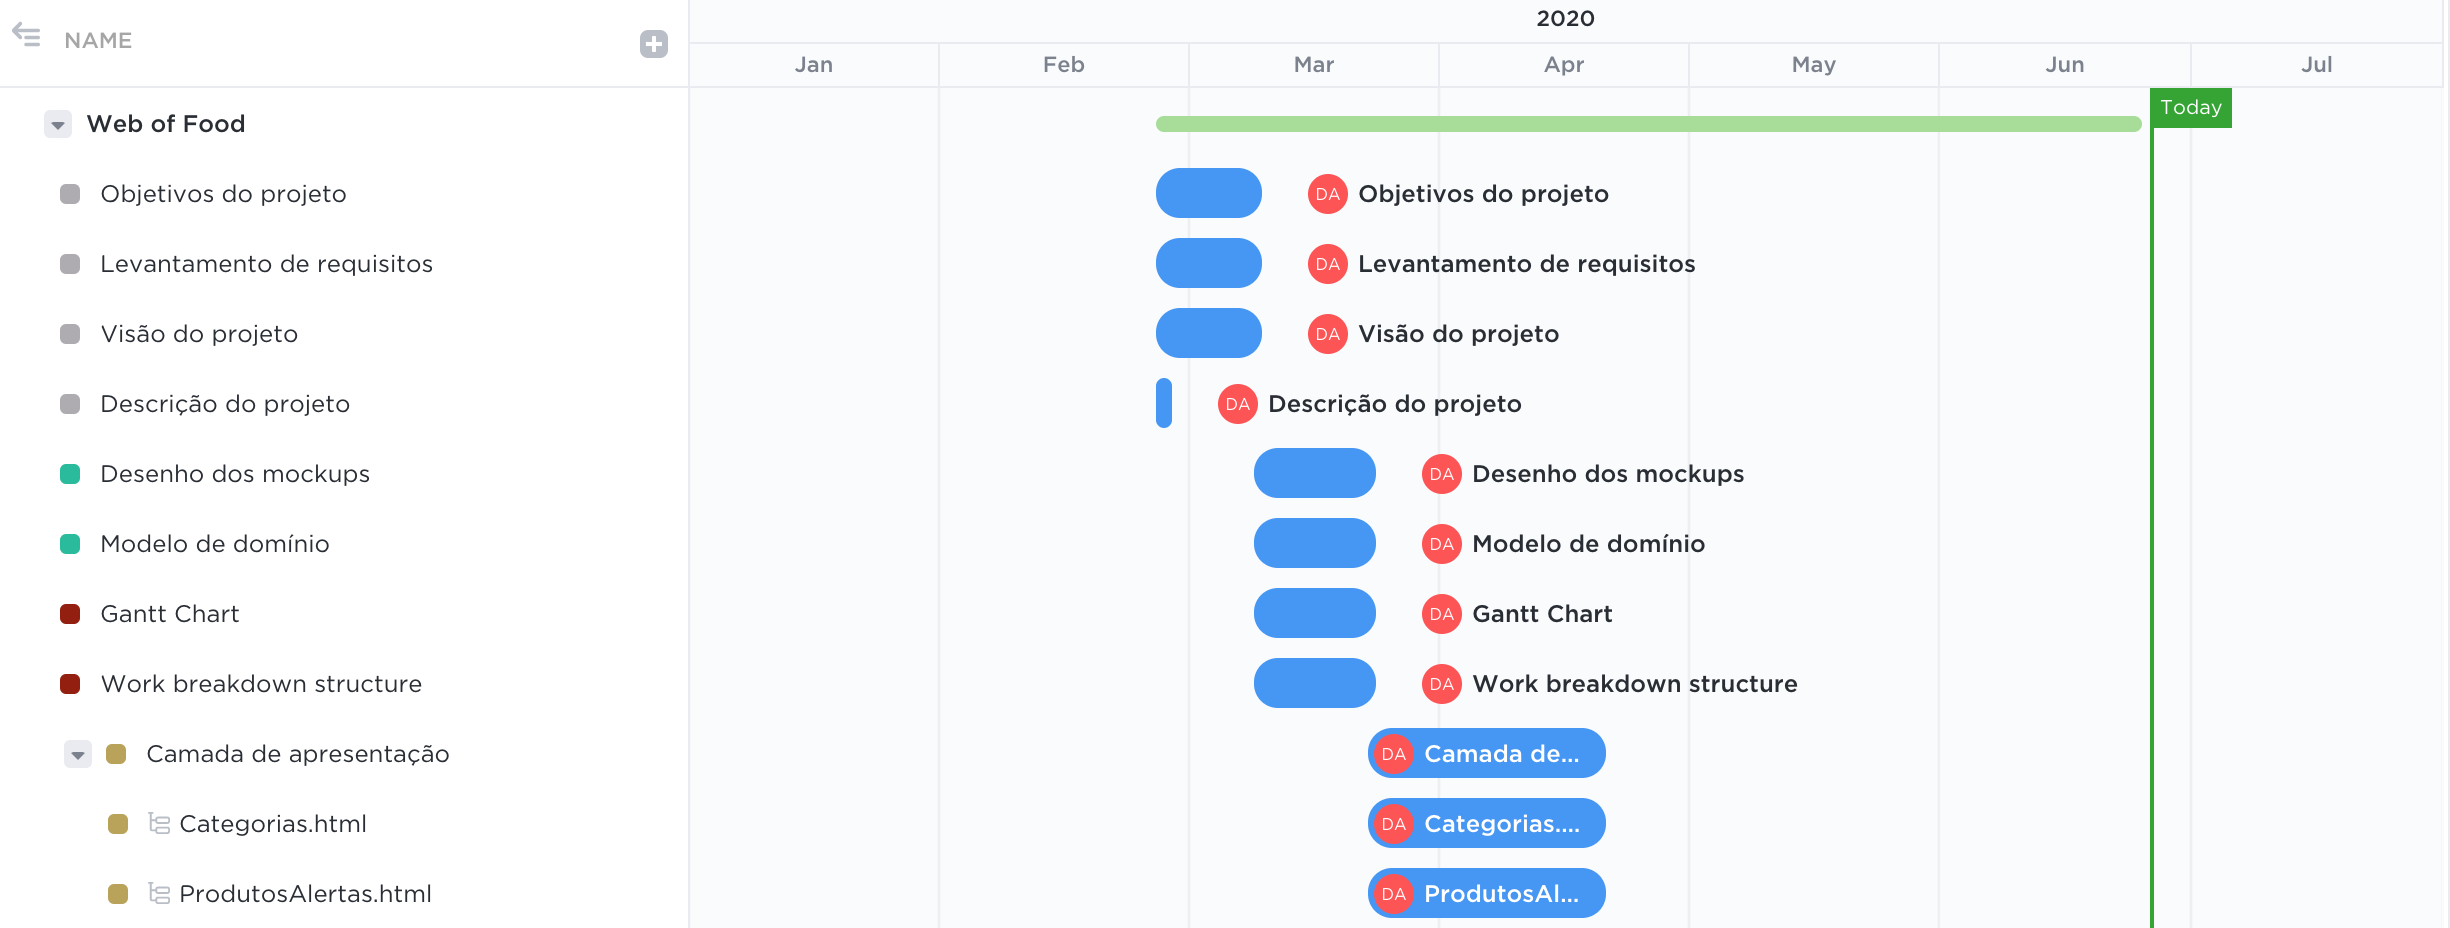 2020
NAME
Jan Feb Mar Apr May Jun Jul
Today
Web of Food
Objetivos do projeto DA Objetivos do projeto
Levantamento de requisitos DA Levantamento de requisitos
Visão do projeto DA Visão do projeto
Descrição do projeto DA Descrição do projeto
Desenho dos mockups DA Desenho dos mockups
Modelo de domínio DA Modelo de domínio
Gantt Chart DA Gantt Chart
Work breakdown structure DA Work breakdown structure
Camada de apresentação DA Camada de...
Categorias.html DA Categorias....
ProdutosAlertas.html DA ProdutosAl...